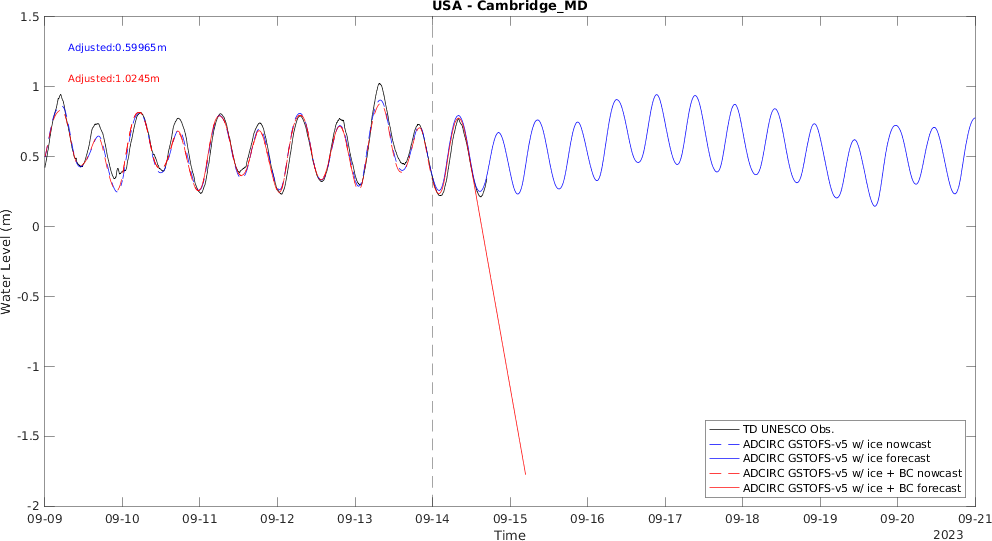 USA - Cambridge_MD
1.5
Adjusted:0.59965m
Adjusted:1.0245m
1
0.5
0
-0.5
-1
-1.5
-2
Water Level (m)
TD UNESCO Obs.
ADCIRC GSTOFS-v5 w/ ice nowcast
ADCIRC GSTOFS-v5 w/ ice forecast
ADCIRC GSTOFS-v5 w/ ice + BC nowcast
ADCIRC GSTOFS-v5 w/ ice + BC forecast
09-09 09-10 09-11 09-12 09-13 09-14 09-15 09-16 09-17 09-18 09-19 09-20 09-21
Time
2023